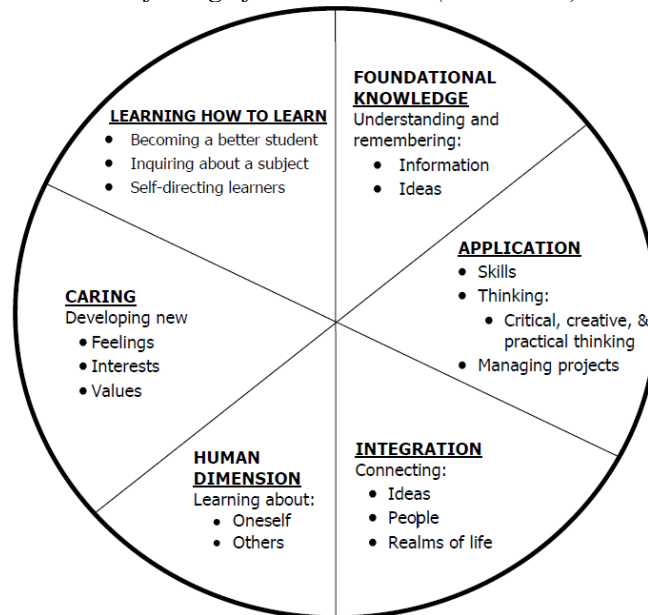 FOUNDATIONAL
KNOWLEDGE
Understanding and
remembering:
• Information
• Ideas
APPLICATION
• Skills
• Thinking:
• Critical, creative, &
practical thinking
• Managing projects
INTEGRATION
Connecting:
• Ideas
• People
• Realms of life
HUMAN
DIMENSION
Learning about:
• Oneself
• Others
CARING
Developing new
• Feelings
• Interests
• Values
LEARNING HOW TO LEARN
• Becoming a better student
• Inquiring about a subject
• Self-directing learners